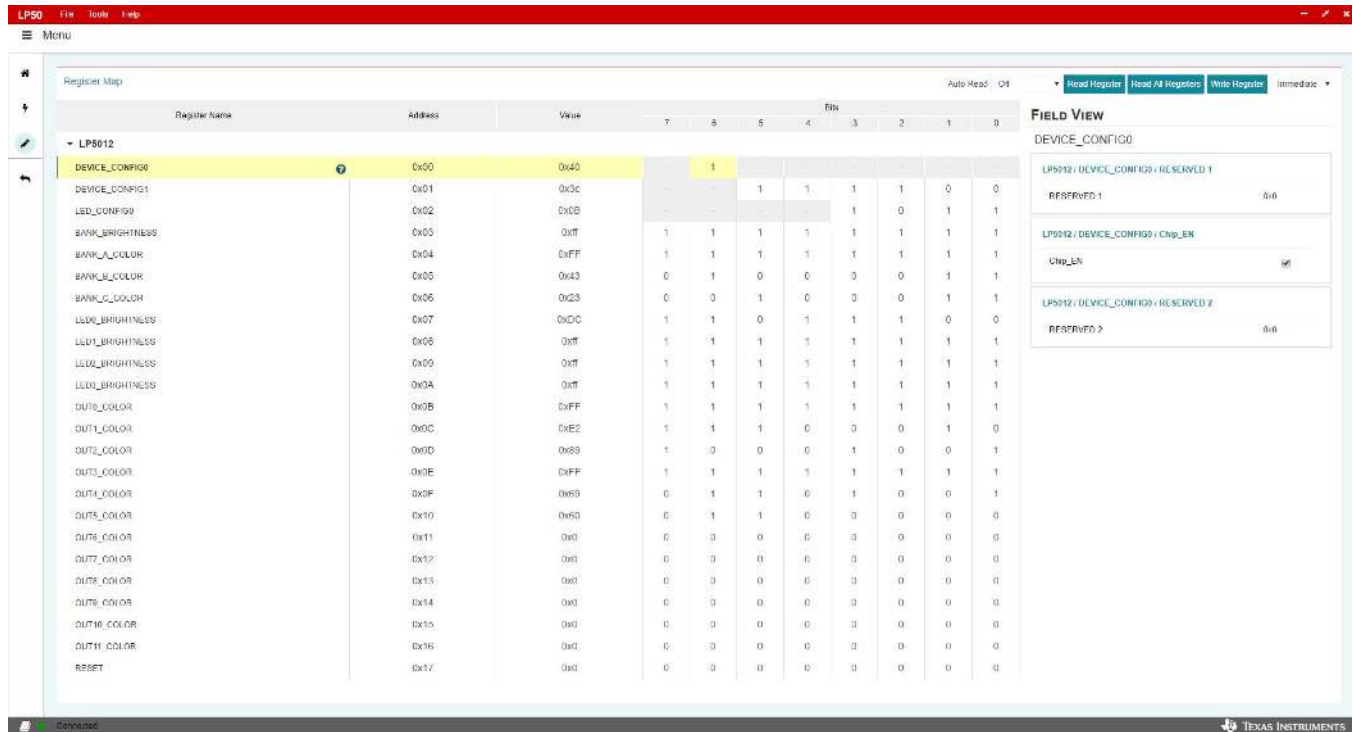 LP50 File Tools Help
Menu
Register Map Auto Read Off Read Register Read All Registers Write Register Immediate
Register Name Address Value Bits
7 6 5 4 3 2 1 0
FIELD VIEW
LP5012
DEVICE_CONFIG0
DEVICE_CONFIG0 0x00 0x40 - 1 - - - - - -
LP5012 / DEVICE_CONFIG0 / RESERVED 1
DEVICE_CONFIG1 0x01 0x3c - - 1 1 1 1 0 0
RESERVED 1 0x0
LED_CONFIG0 0x02 0x0B - - - - 1 0 1 1
BANK_BRIGHTNESS 0x03 0xff 1 1 1 1 1 1 1 1
LP5012 / DEVICE_CONFIG0 / Chip_EN
BANK_A_COLOR 0x04 0xFF 1 1 1 1 1 1 1 1
Chip_EN
BANK_B_COLOR 0x05 0x43 0 1 0 0 0 0 1 1
BANK_C_COLOR 0x06 0x23 0 0 1 0 0 0 1 1
LP5012 / DEVICE_CONFIG0 / RESERVED 2
LED0_BRIGHTNESS 0x07 0xDC 1 1 0 1 1 1 0 0
RESERVED 2 0x0
LED1_BRIGHTNESS 0x08 0xff 1 1 1 1 1 1 1 1
LED2_BRIGHTNESS 0x09 0xff 1 1 1 1 1 1 1 1
LED3_BRIGHTNESS 0x0A 0xff 1 1 1 1 1 1 1 1
OUT0_COLOR 0x0B 0xFF 1 1 1 1 1 1 1 1
OUT1_COLOR 0x0C 0xE2 1 1 1 0 0 0 1 0
OUT2_COLOR 0x0D 0x89 1 0 0 0 1 0 0 1
OUT3_COLOR 0x0E 0xFF 1 1 1 1 1 1 1 1
OUT4_COLOR 0x0F 0x69 0 1 1 0 1 0 0 1
OUT5_COLOR 0x10 0x60 0 1 1 0 0 0 0 0
OUT6_COLOR 0x11 0x0 0 0 0 0 0 0 0 0
OUT7_COLOR 0x12 0x0 0 0 0 0 0 0 0 0
OUT8_COLOR 0x13 0x0 0 0 0 0 0 0 0 0
OUT9_COLOR 0x14 0x0 0 0 0 0 0 0 0 0
OUT10_COLOR 0x15 0x0 0 0 0 0 0 0 0 0
OUT11_COLOR 0x16 0x0 0 0 0 0 0 0 0 0
RESET 0x17 0x0 0 0 0 0 0 0 0 0
Connected TEXAS INSTRUMENTS